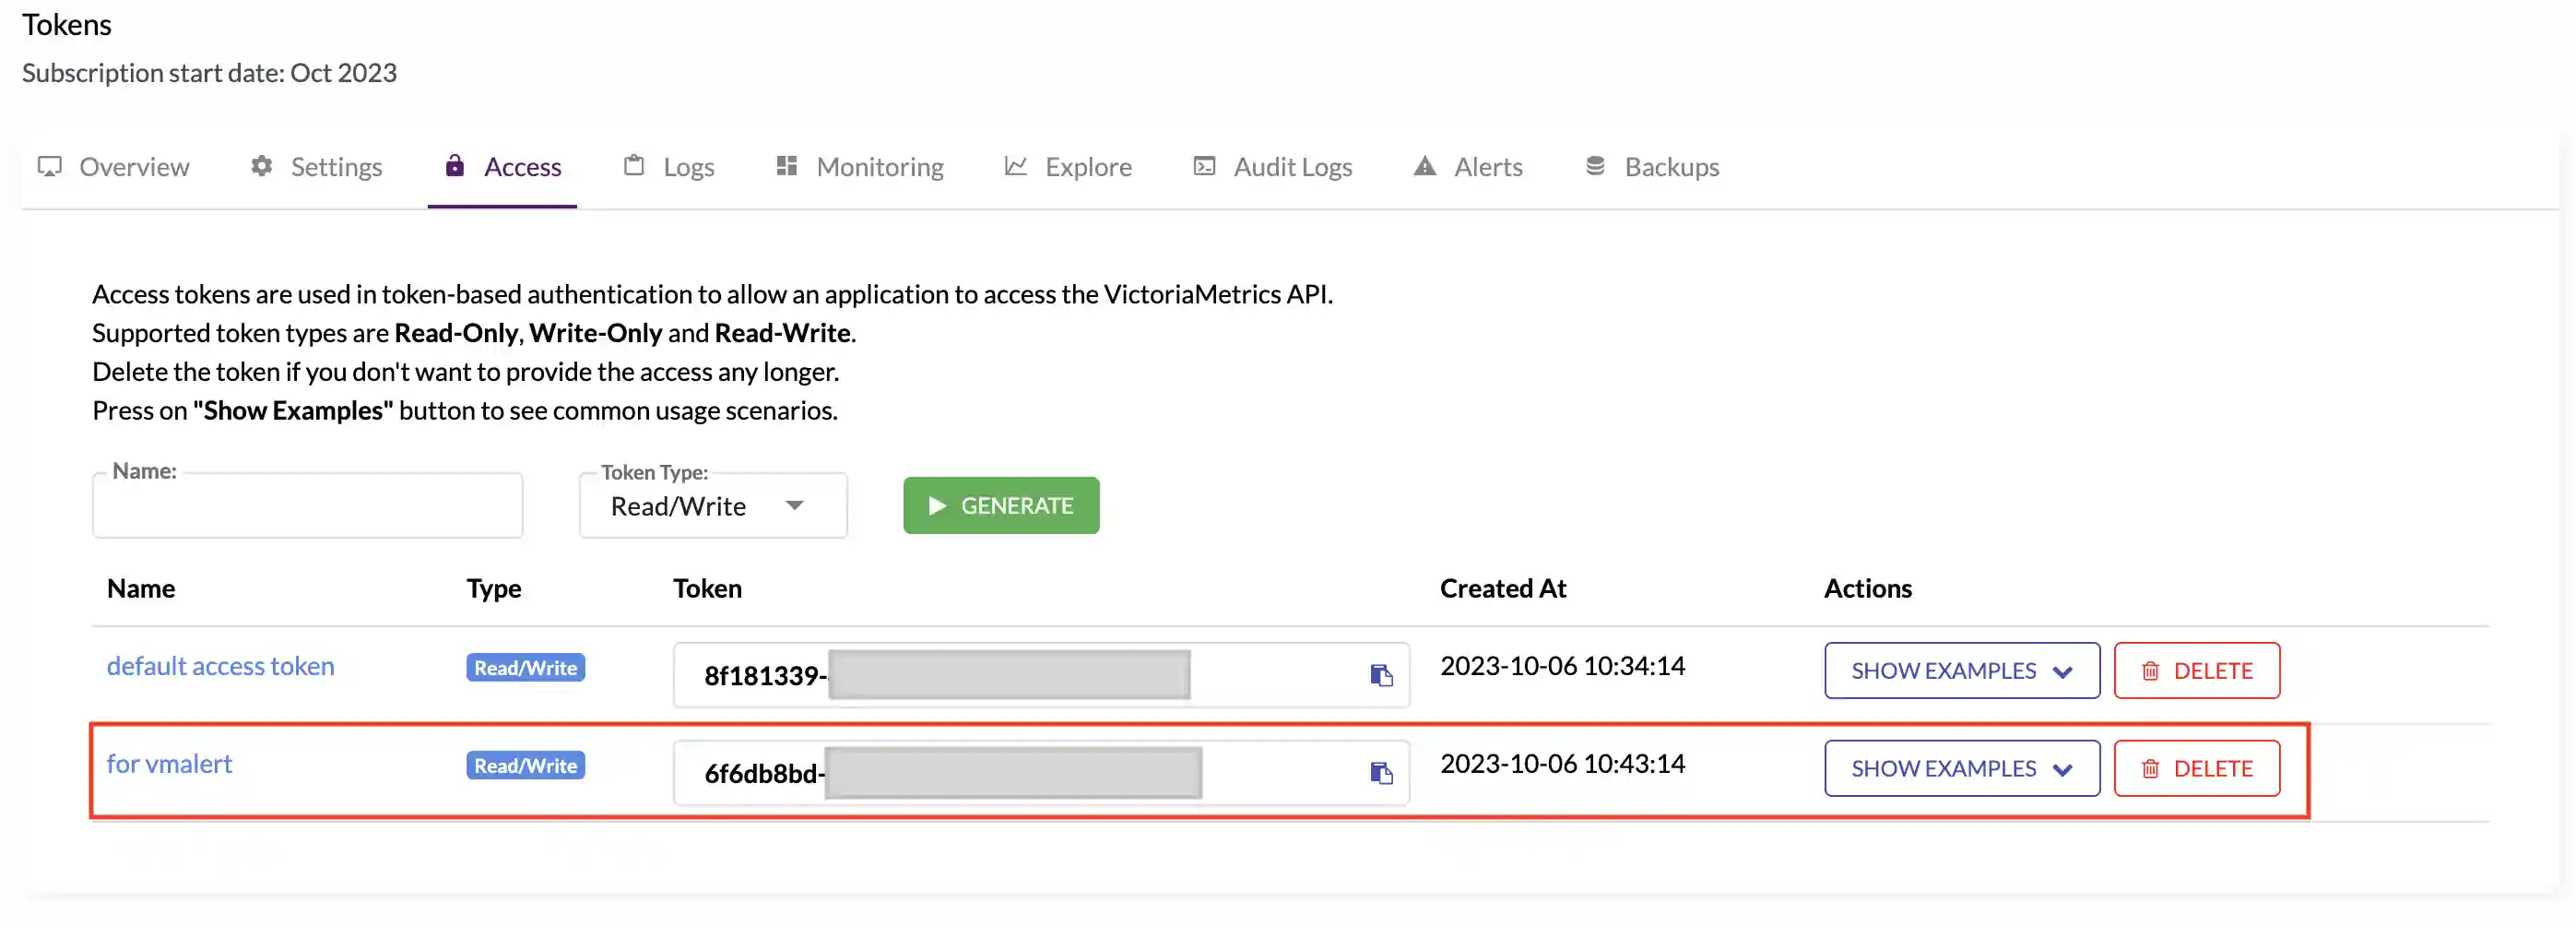 Tokens
Subscription start date: Oct 2023
Overview Settings Access Logs Monitoring Explore Audit Logs Alerts Backups
Access tokens are used in token-based authentication to allow an application to access the VictoriaMetrics API.
Supported token types are Read-Only, Write-Only and Read-Write.
Delete the token if you don't want to provide the access any longer.
Press on "Show Examples" button to see common usage scenarios.
Name: Token Type:
Read/Write GENERATE
Name Type Token Created At Actions
default access token Read/Write 8f181339- 2023-10-06 10:34:14 SHOW EXAMPLES DELETE
for vmalert Read/Write 6f6db8bd- 2023-10-06 10:43:14 SHOW EXAMPLES DELETE